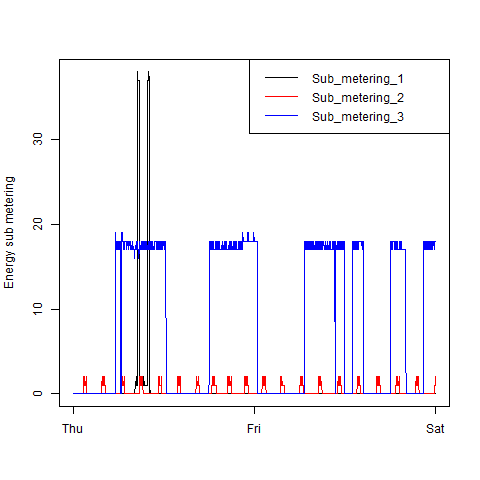 Sub_metering_1
Sub_metering_2
Sub_metering_3
Energy sub metering
30
20
10
0
Thu
Fri
Sat